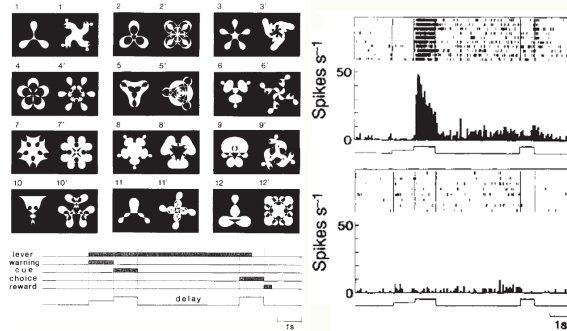 1 1' 2 2' 3 3'
4 4' 5 5' 6 6'
7 7' 8 8' 9 9'
10 10' 11 11' 12 12'
lever
warning
cue
choice
reward
delay
1s
Spikes s⁻¹
50
0
Spikes s⁻¹
50
0
1s